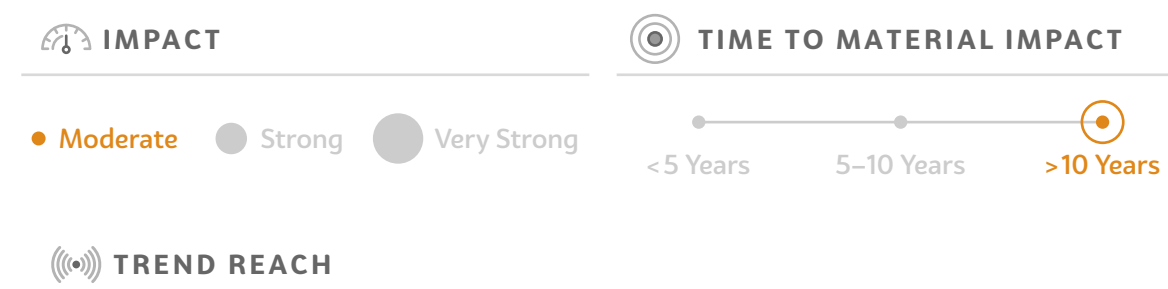 IMPACT
TIME TO MATERIAL IMPACT
Moderate Strong Very Strong
<5 Years 5–10 Years >10 Years
TREND REACH